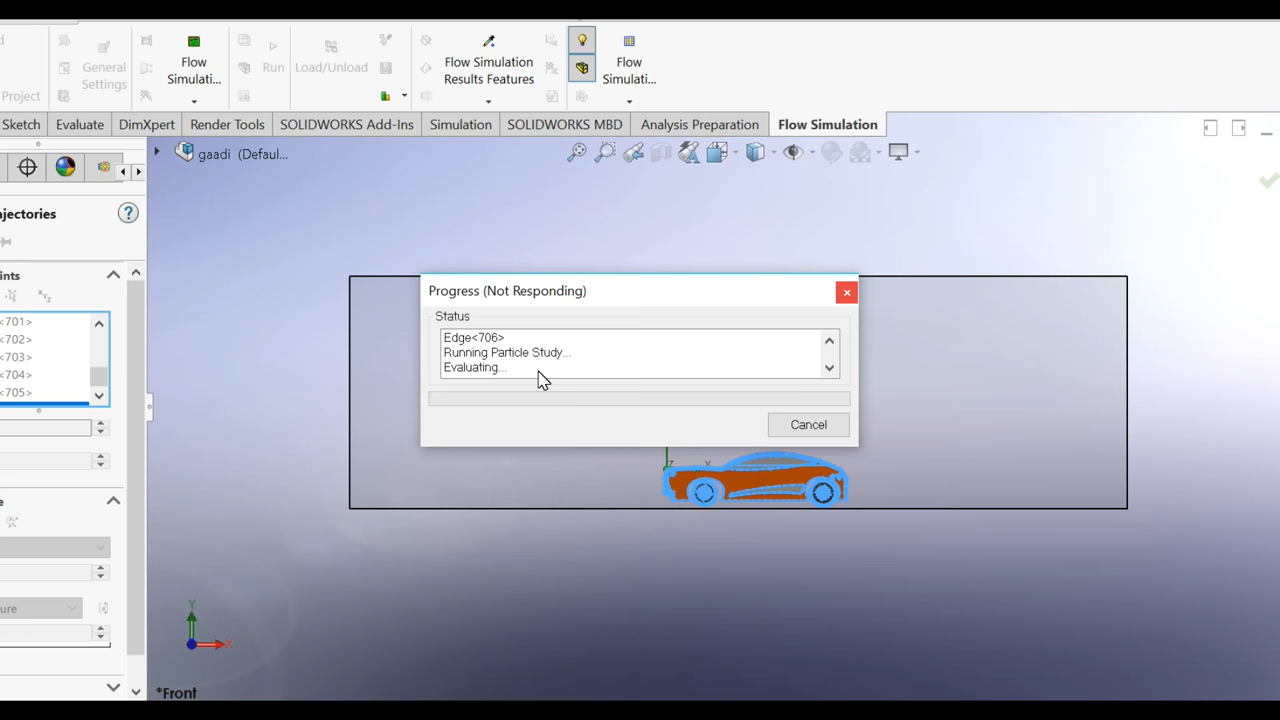 General
Settings
Project
Flow
Simulati...
Run
Load/Unload
Flow Simulation
Results Features
Flow
Simulati...
Sketch
Evaluate
DimXpert
Render Tools
SOLIDWORKS Add-Ins
Simulation
SOLIDWORKS MBD
Analysis Preparation
Flow Simulation
gaadi (Defaul...
jectories
?
ints
<701>
<702>
<703>
<704>
<705>
e
ure
Progress (Not Responding)
Status
Edge<706>
Running Particle Study...
Evaluating...
Cancel
Z
X
Y
X
*Front